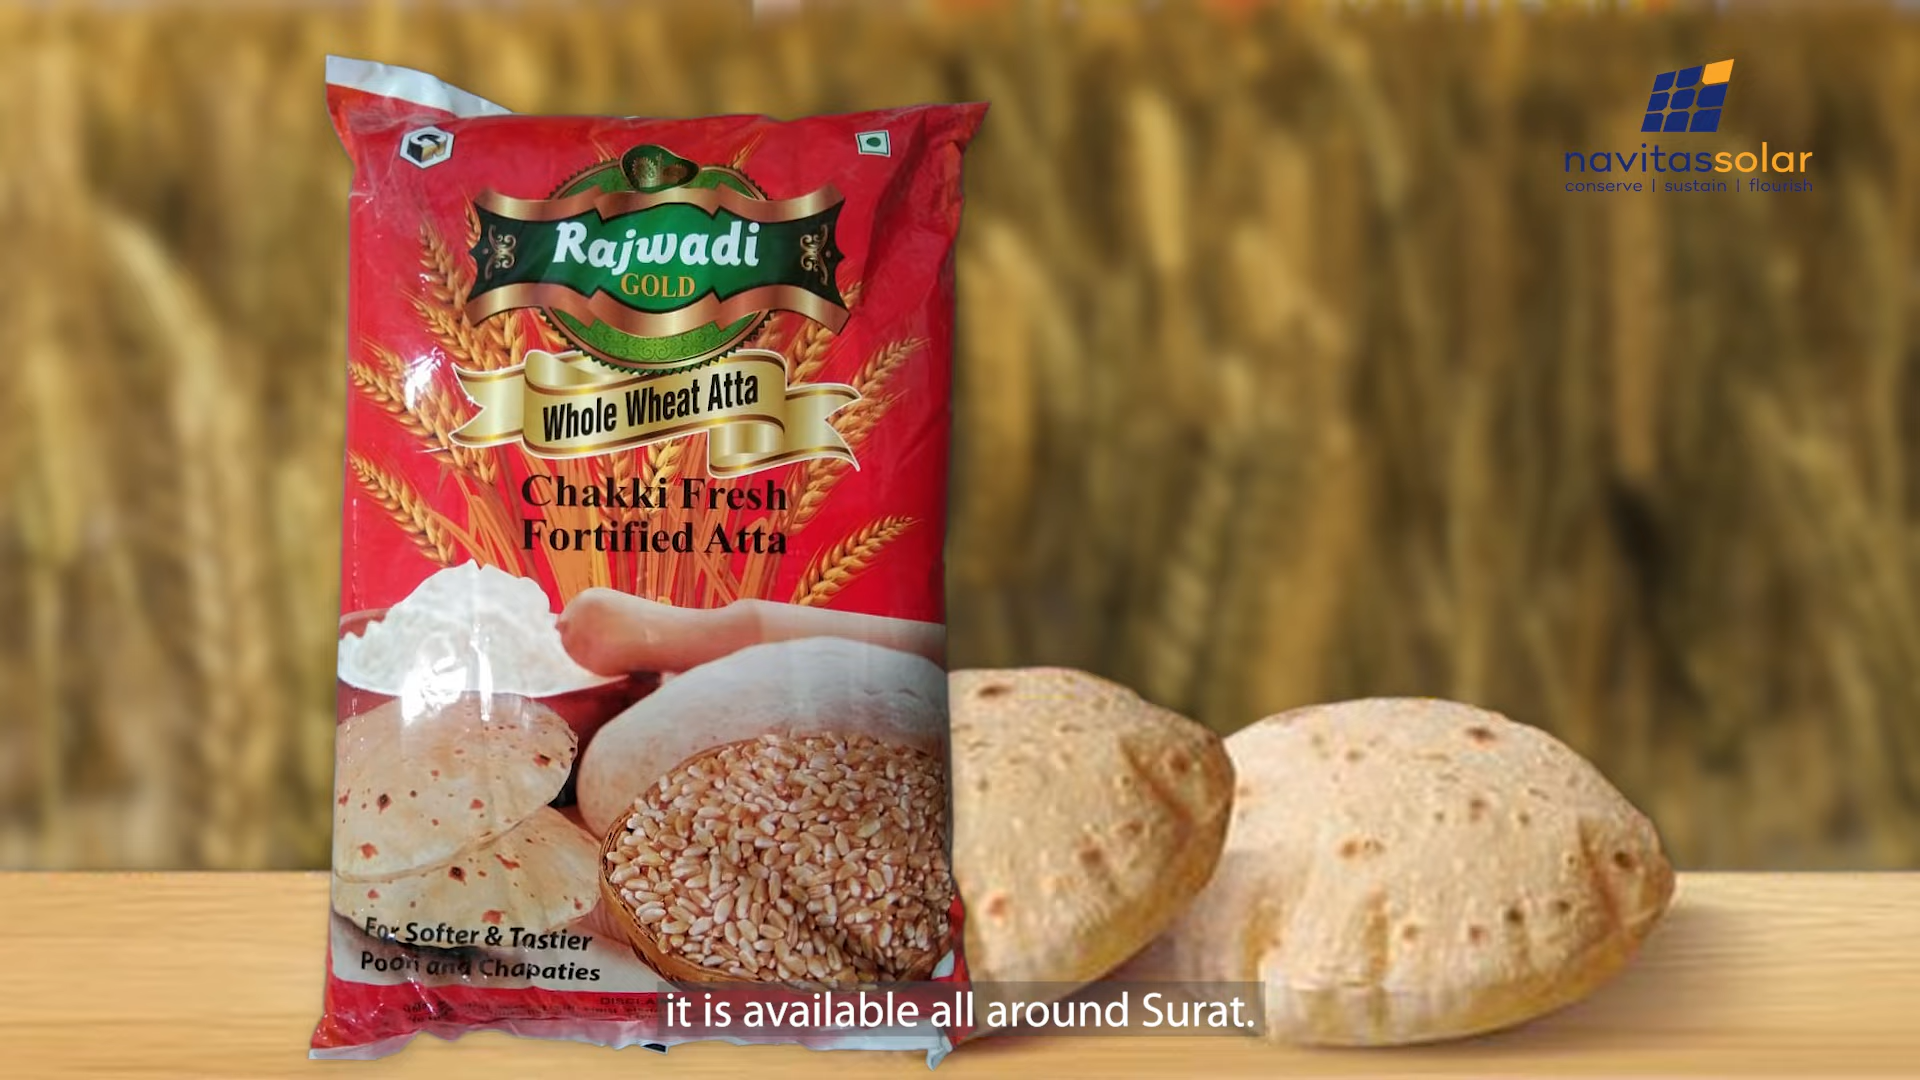 navitassolar
conserve | sustain | flourish
Rajwadi
GOLD
Whole Wheat Atta
Chakki Fresh
Fortified Atta
For Softer & Tastier
Poori and Chapaties
it is available all around Surat.